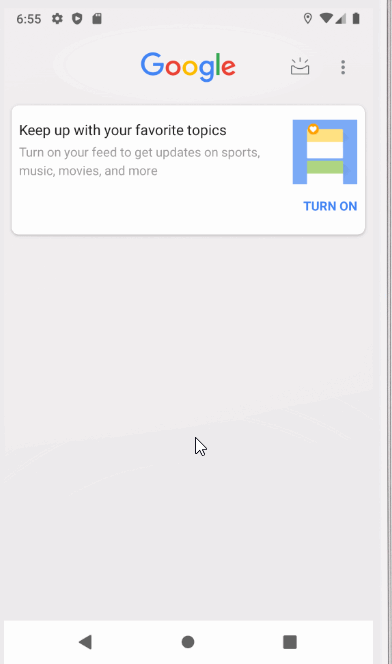 6:55
Google
Keep up with your favorite topics
Turn on your feed to get updates on sports,
music, movies, and more
TURN ON